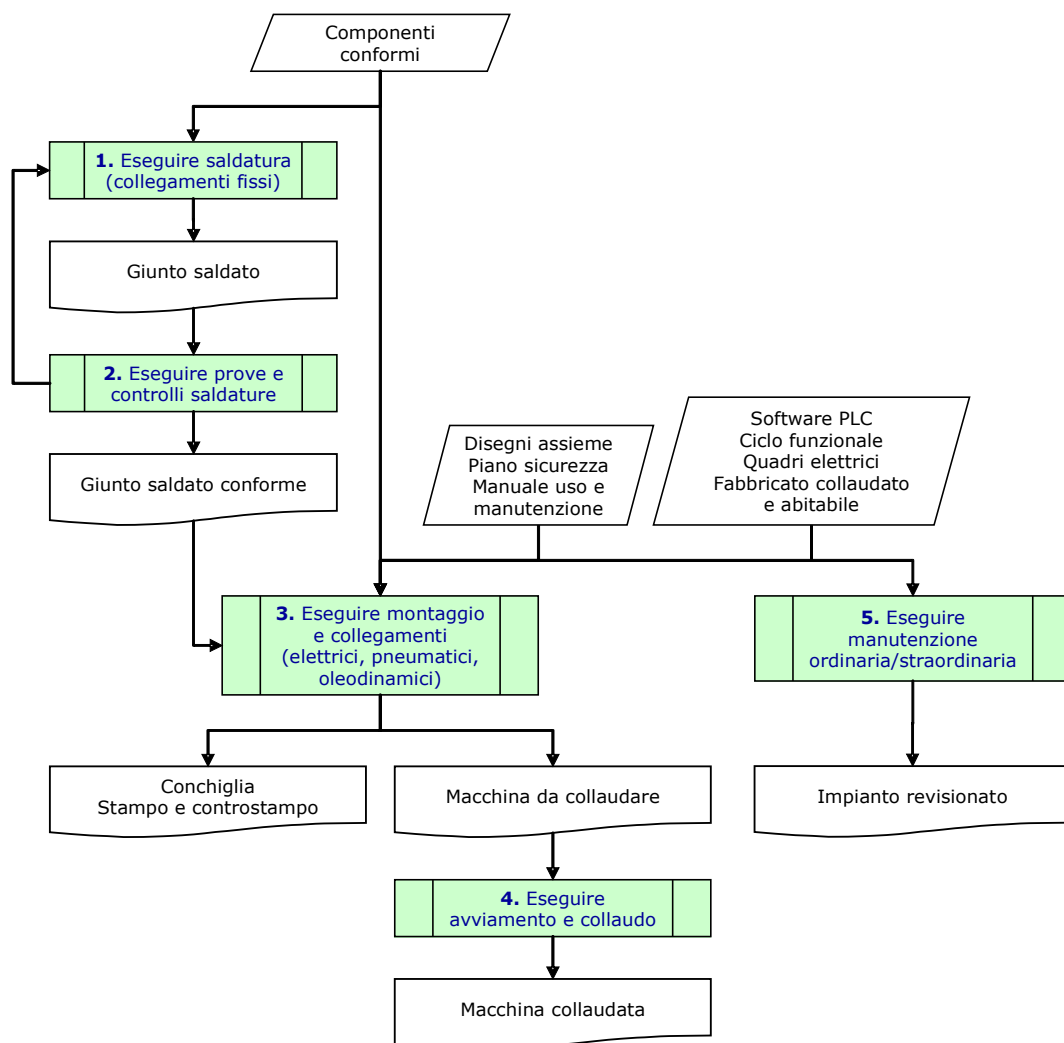 Componenti
conformi
1. Eseguire saldatura
(collegamenti fissi)
Giunto saldato
2. Eseguire prove e
controlli saldature
Giunto saldato conforme
Disegni assieme
Piano sicurezza
Manuale uso e
manutenzione
Software PLC
Ciclo funzionale
Quadri elettrici
Fabbricato collaudato
e abitabile
3. Eseguire montaggio
e collegamenti
(elettrici, pneumatici,
oleodinamici)
5. Eseguire
manutenzione
ordinaria/straordinaria
Conchiglia
Stampo e controstampo
Macchina da collaudare
Impianto revisionato
4. Eseguire
avviamento e collaudo
Macchina collaudata